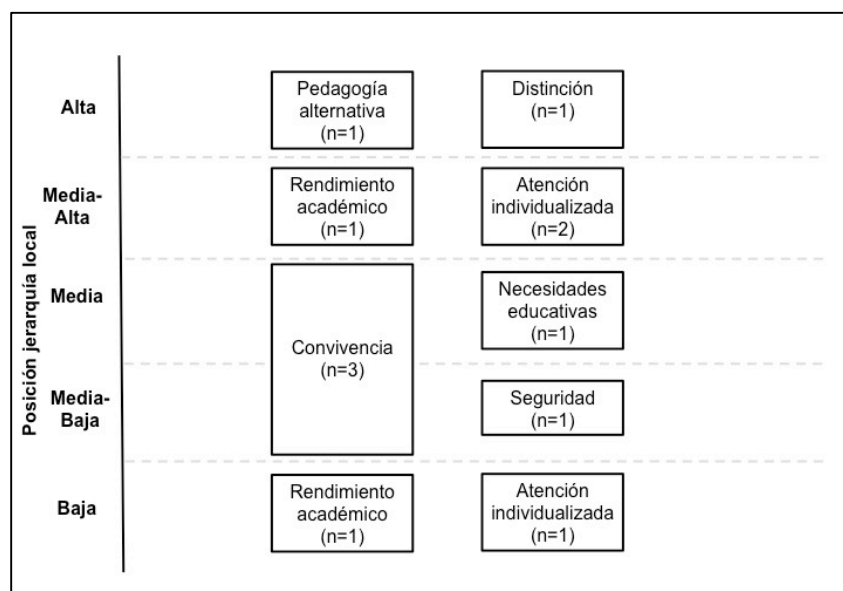 Posición jerarquía local
Alta
Pedagogía
alternativa
(n=1)
Distinción
(n=1)
Media-
Alta
Rendimiento
académico
(n=1)
Atención
individualizada
(n=2)
Media
Convivencia
(n=3)
Necesidades
educativas
(n=1)
Media-
Baja
Seguridad
(n=1)
Baja
Rendimiento
académico
(n=1)
Atención
individualizada
(n=1)